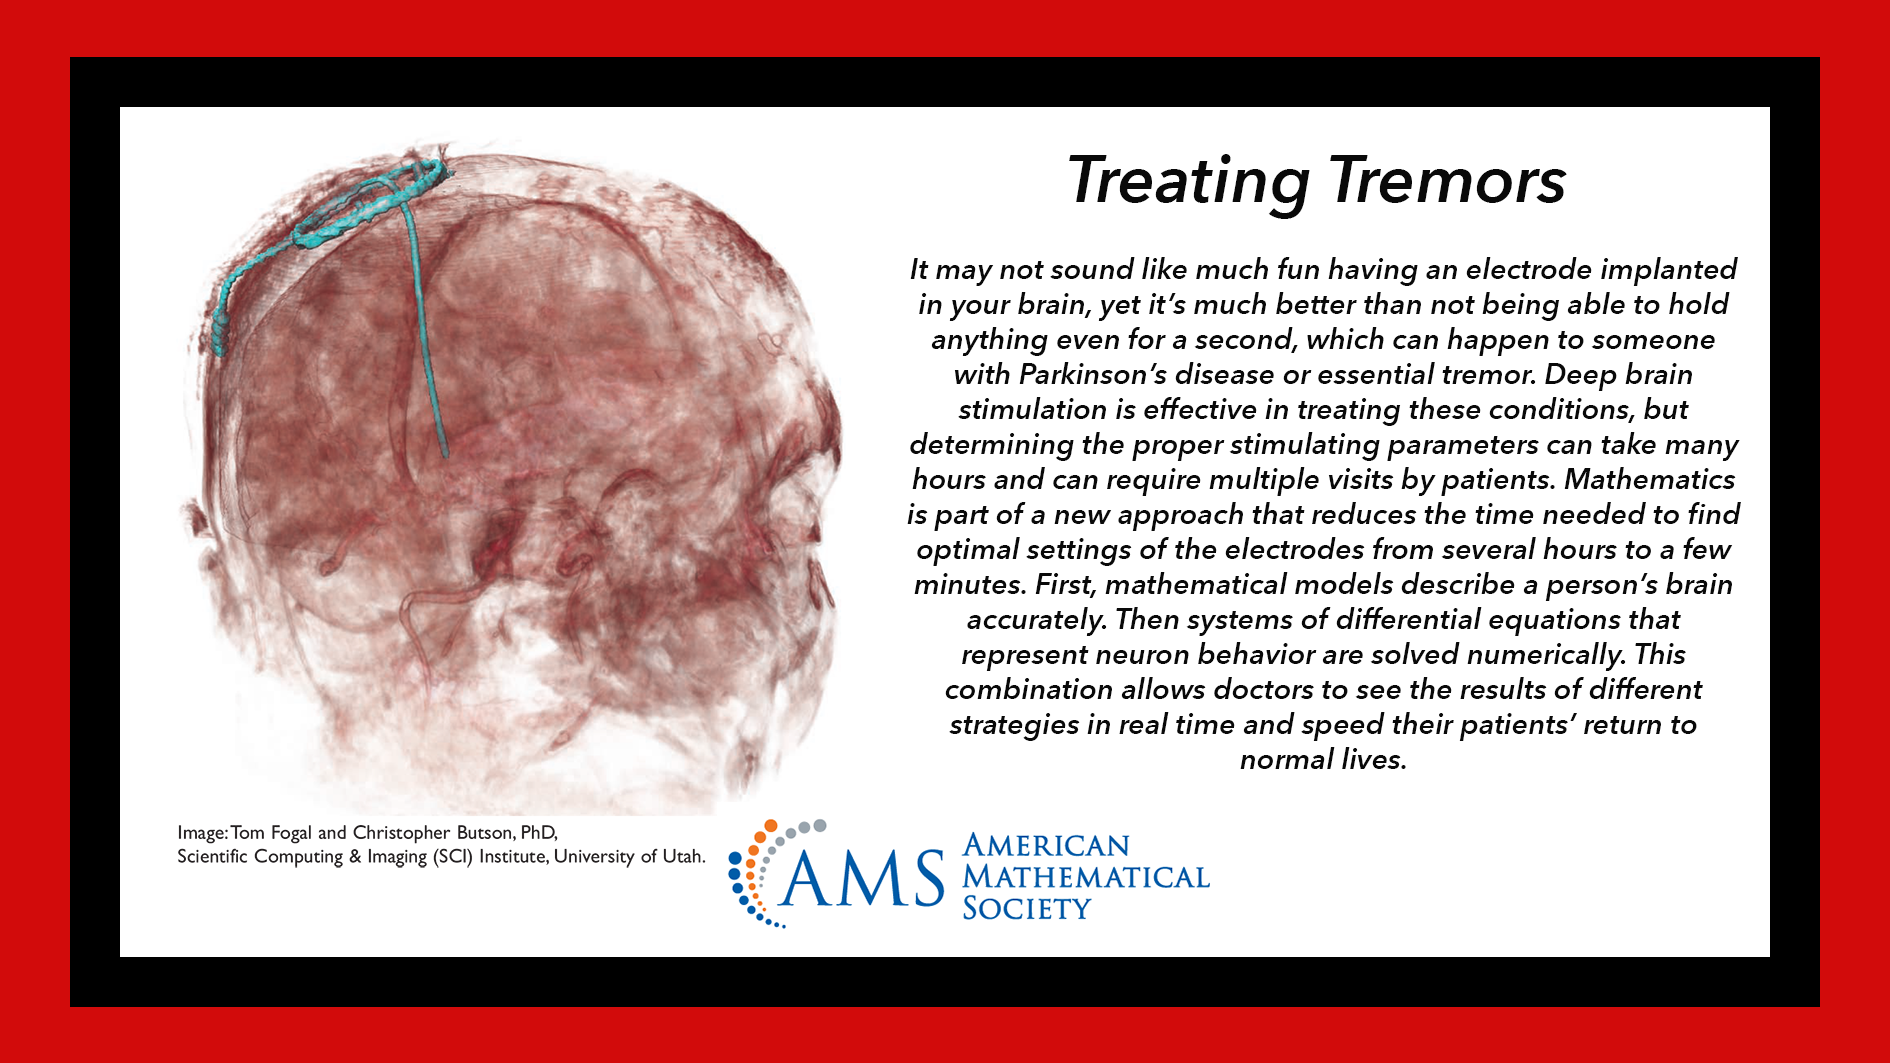 Treating Tremors
It may not sound like much fun having an electrode implanted
in your brain, yet it’s much better than not being able to hold
anything even for a second, which can happen to someone
with Parkinson’s disease or essential tremor. Deep brain
stimulation is effective in treating these conditions, but
determining the proper stimulating parameters can take many
hours and can require multiple visits by patients. Mathematics
is part of a new approach that reduces the time needed to find
optimal settings of the electrodes from several hours to a few
minutes. First, mathematical models describe a person’s brain
accurately. Then systems of differential equations that
represent neuron behavior are solved numerically. This
combination allows doctors to see the results of different
strategies in real time and speed their patients’ return to
normal lives.
Image: Tom Fogal and Christopher Butson, PhD,
Scientific Computing & Imaging (SCI) Institute, University of Utah.
AMS
AMERICAN
MATHEMATICAL
SOCIETY